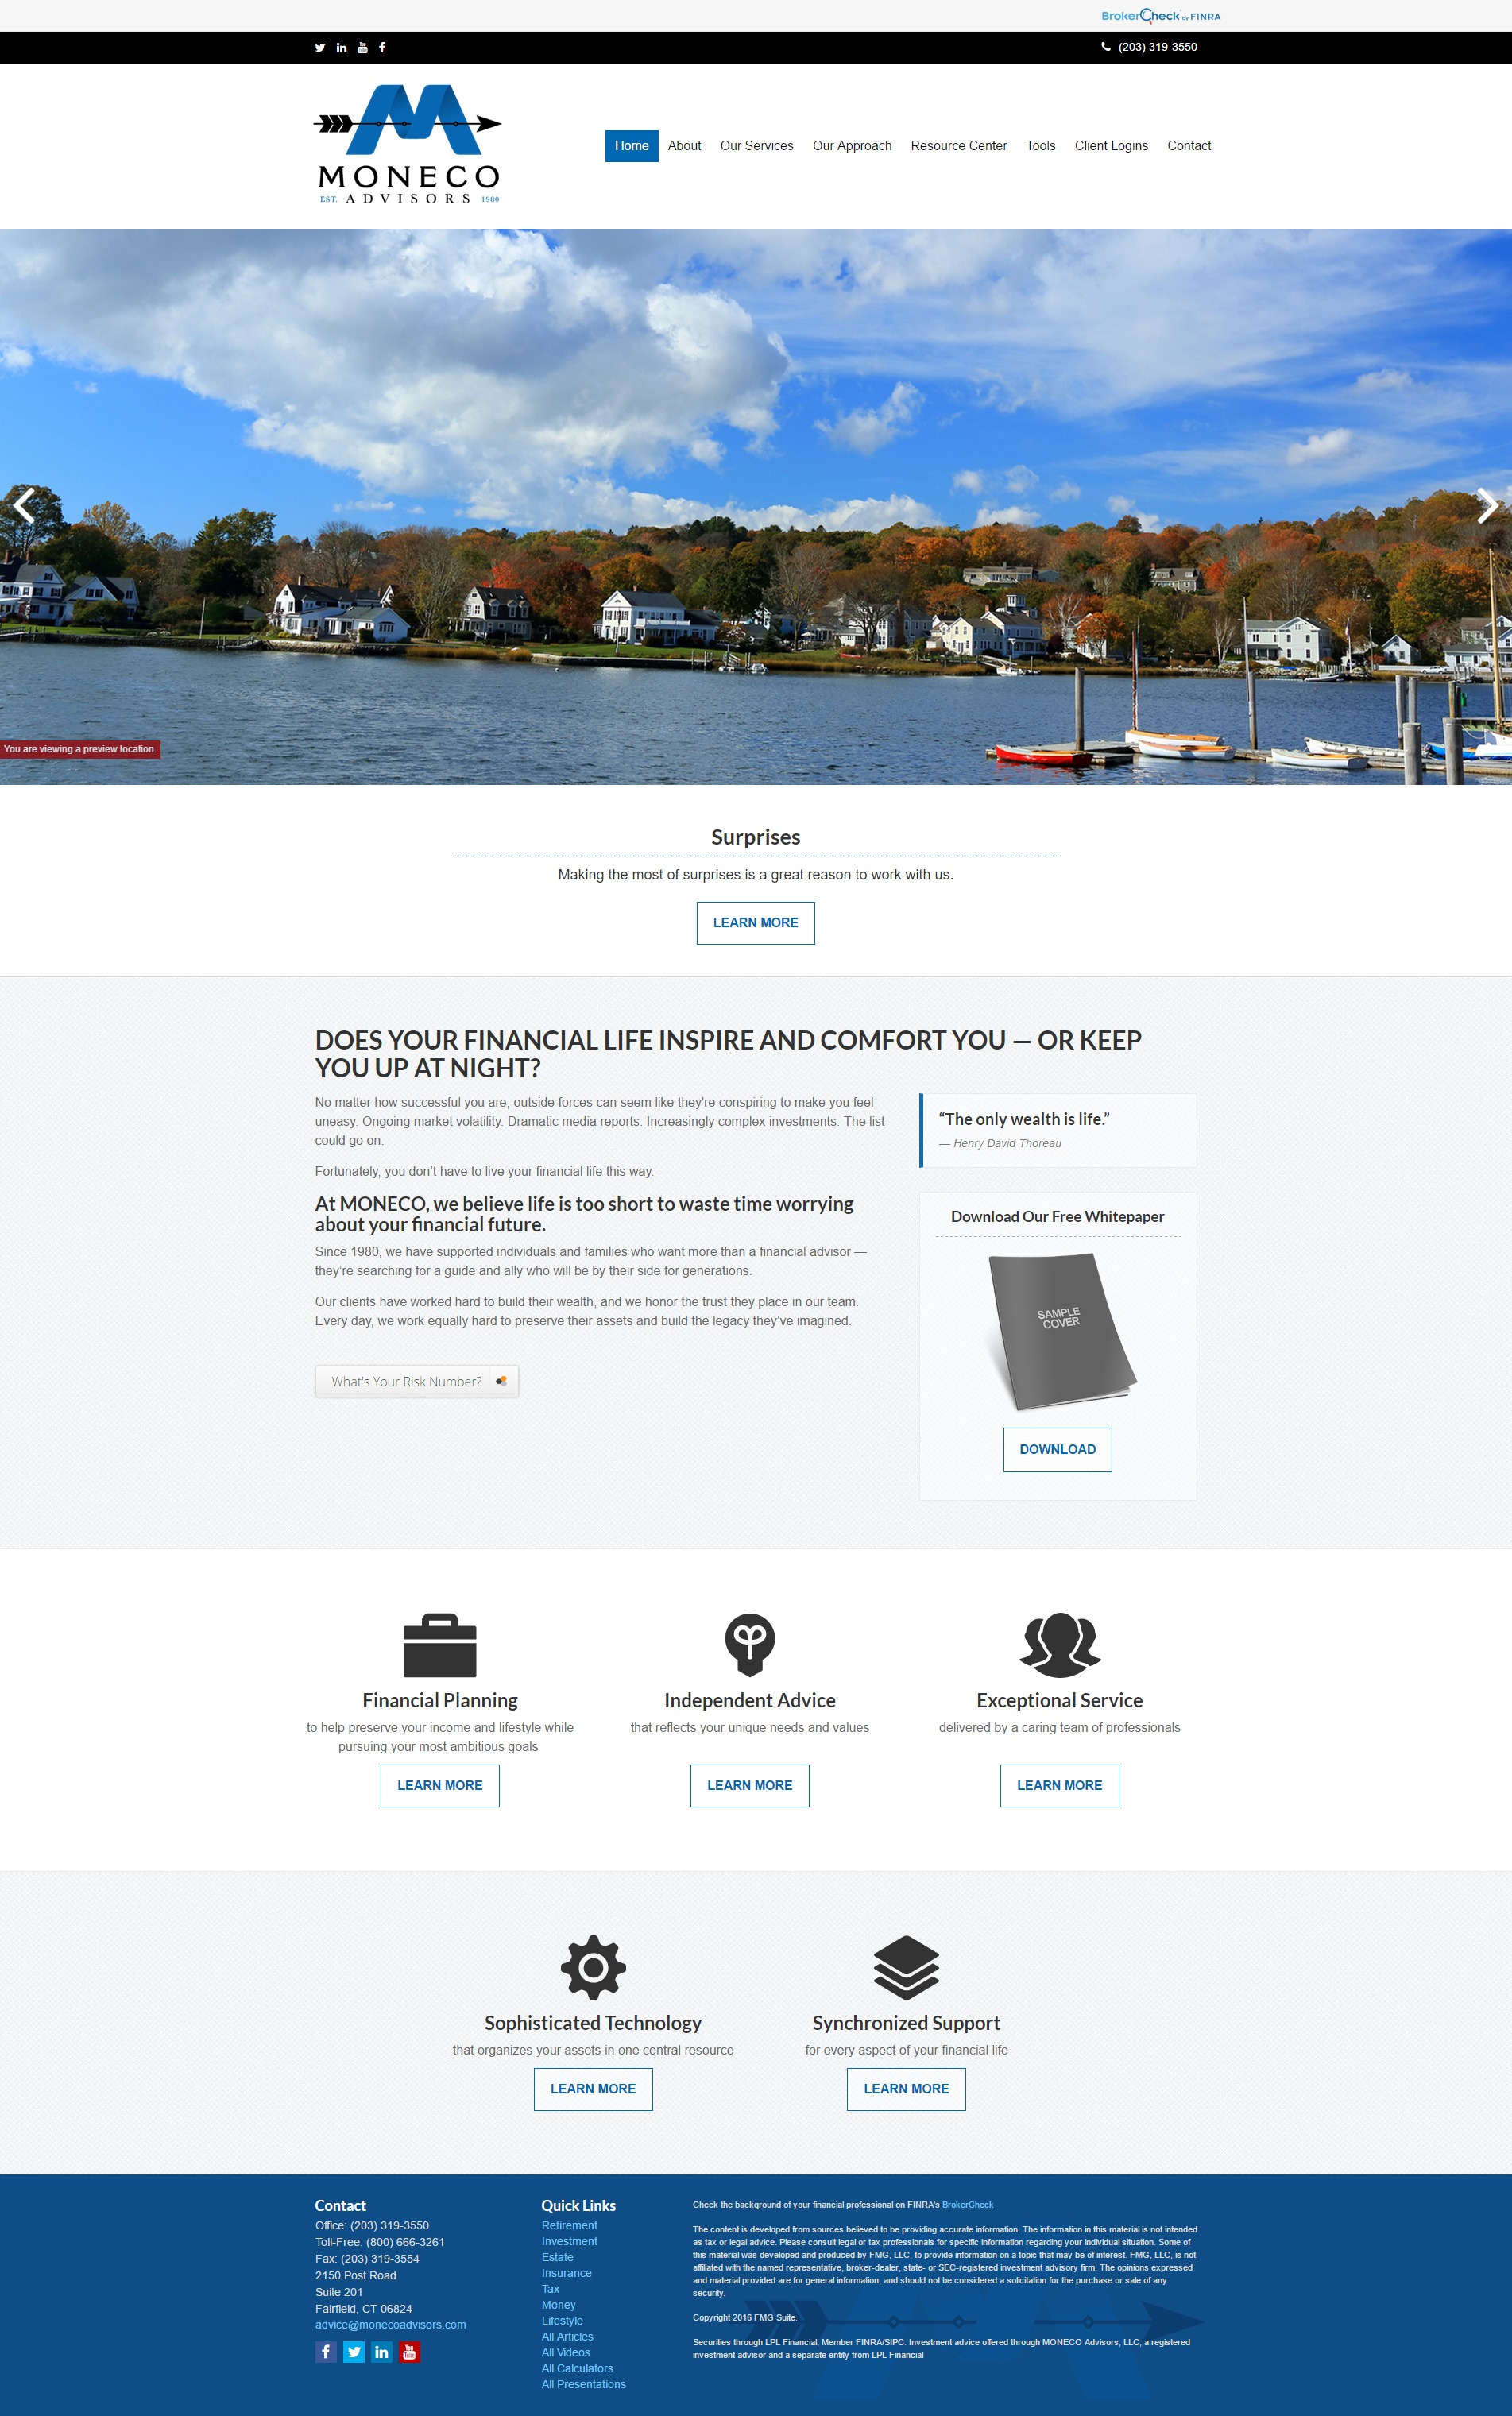 BrokerCheck by FINRA
(203) 319-3550
MONECO
EST. ADVISORS 1980
Home About Our Services Our Approach Resource Center Tools Client Logins Contact
You are viewing a preview location.
Surprises
Making the most of surprises is a great reason to work with us.
LEARN MORE
DOES YOUR FINANCIAL LIFE INSPIRE AND COMFORT YOU — OR KEEP
YOU UP AT NIGHT?
No matter how successful you are, outside forces can seem like they're conspiring to make you feel
uneasy. Ongoing market volatility. Dramatic media reports. Increasingly complex investments. The list
could go on.
Fortunately, you don’t have to live your financial life this way.
At MONECO, we believe life is too short to waste time worrying
about your financial future.
Since 1980, we have supported individuals and families who want more than a financial advisor —
they’re searching for a guide and ally who will be by their side for generations.
Our clients have worked hard to build their wealth, and we honor the trust they place in our team.
Every day, we work equally hard to preserve their assets and build the legacy they’ve imagined.
What's Your Risk Number?
“The only wealth is life.”
— Henry David Thoreau
Download Our Free Whitepaper
SAMPLE
COVER
DOWNLOAD
Financial Planning
to help preserve your income and lifestyle while
pursuing your most ambitious goals
LEARN MORE
Independent Advice
that reflects your unique needs and values
LEARN MORE
Exceptional Service
delivered by a caring team of professionals
LEARN MORE
Sophisticated Technology
that organizes your assets in one central resource
LEARN MORE
Synchronized Support
for every aspect of your financial life
LEARN MORE
Contact
Office: (203) 319-3550
Toll-Free: (800) 666-3261
Fax: (203) 319-3554
2150 Post Road
Suite 201
Fairfield, CT 06824
advice@monecoadvisors.com
Quick Links
Retirement
Investment
Estate
Insurance
Tax
Money
Lifestyle
All Articles
All Videos
All Calculators
All Presentations
Check the background of your financial professional on FINRA's BrokerCheck
The content is developed from sources believed to be providing accurate information. The information in this material is not intended
as tax or legal advice. Please consult legal or tax professionals for specific information regarding your individual situation. Some of
this material was developed and produced by FMG, LLC, to provide information on a topic that may be of interest. FMG, LLC, is not
affiliated with the named representative, broker-dealer, state- or SEC-registered investment advisory firm. The opinions expressed
and material provided are for general information, and should not be considered a solicitation for the purchase or sale of any
security.
Copyright 2016 FMG Suite.
Securities through LPL Financial, Member FINRA/SIPC. Investment advice offered through MONECO Advisors, LLC, a registered
investment advisor and a separate entity from LPL Financial